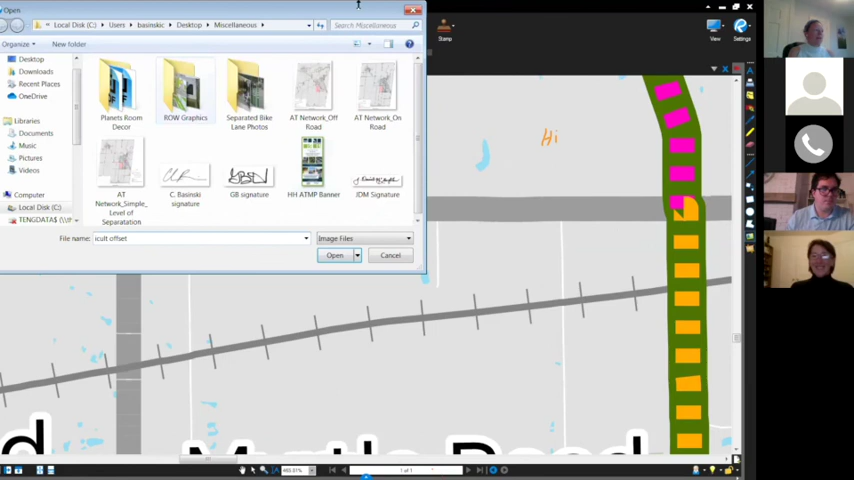 Open
Local Disk (C:) ▸ Users ▸ basinskic ▸ Desktop ▸ Miscellaneous ▸
Search Miscellaneous
Organize
New folder
Stamp
View
Settings
Desktop
Downloads
Recent Places
OneDrive
Libraries
Documents
Music
Pictures
Videos
Computer
Local Disk (C:)
Planets Room Decor
ROW Graphics
Separated Bike Lane Photos
AT Network_Off Road
AT Network_On Road
AT Network_Simple_Level of Separatation
C. Basinski signature
GB signature
HH ATMP Banner
JDM Signature
File name:
icult offset
Image Files
Open
Cancel
Hi
d
1 of 1